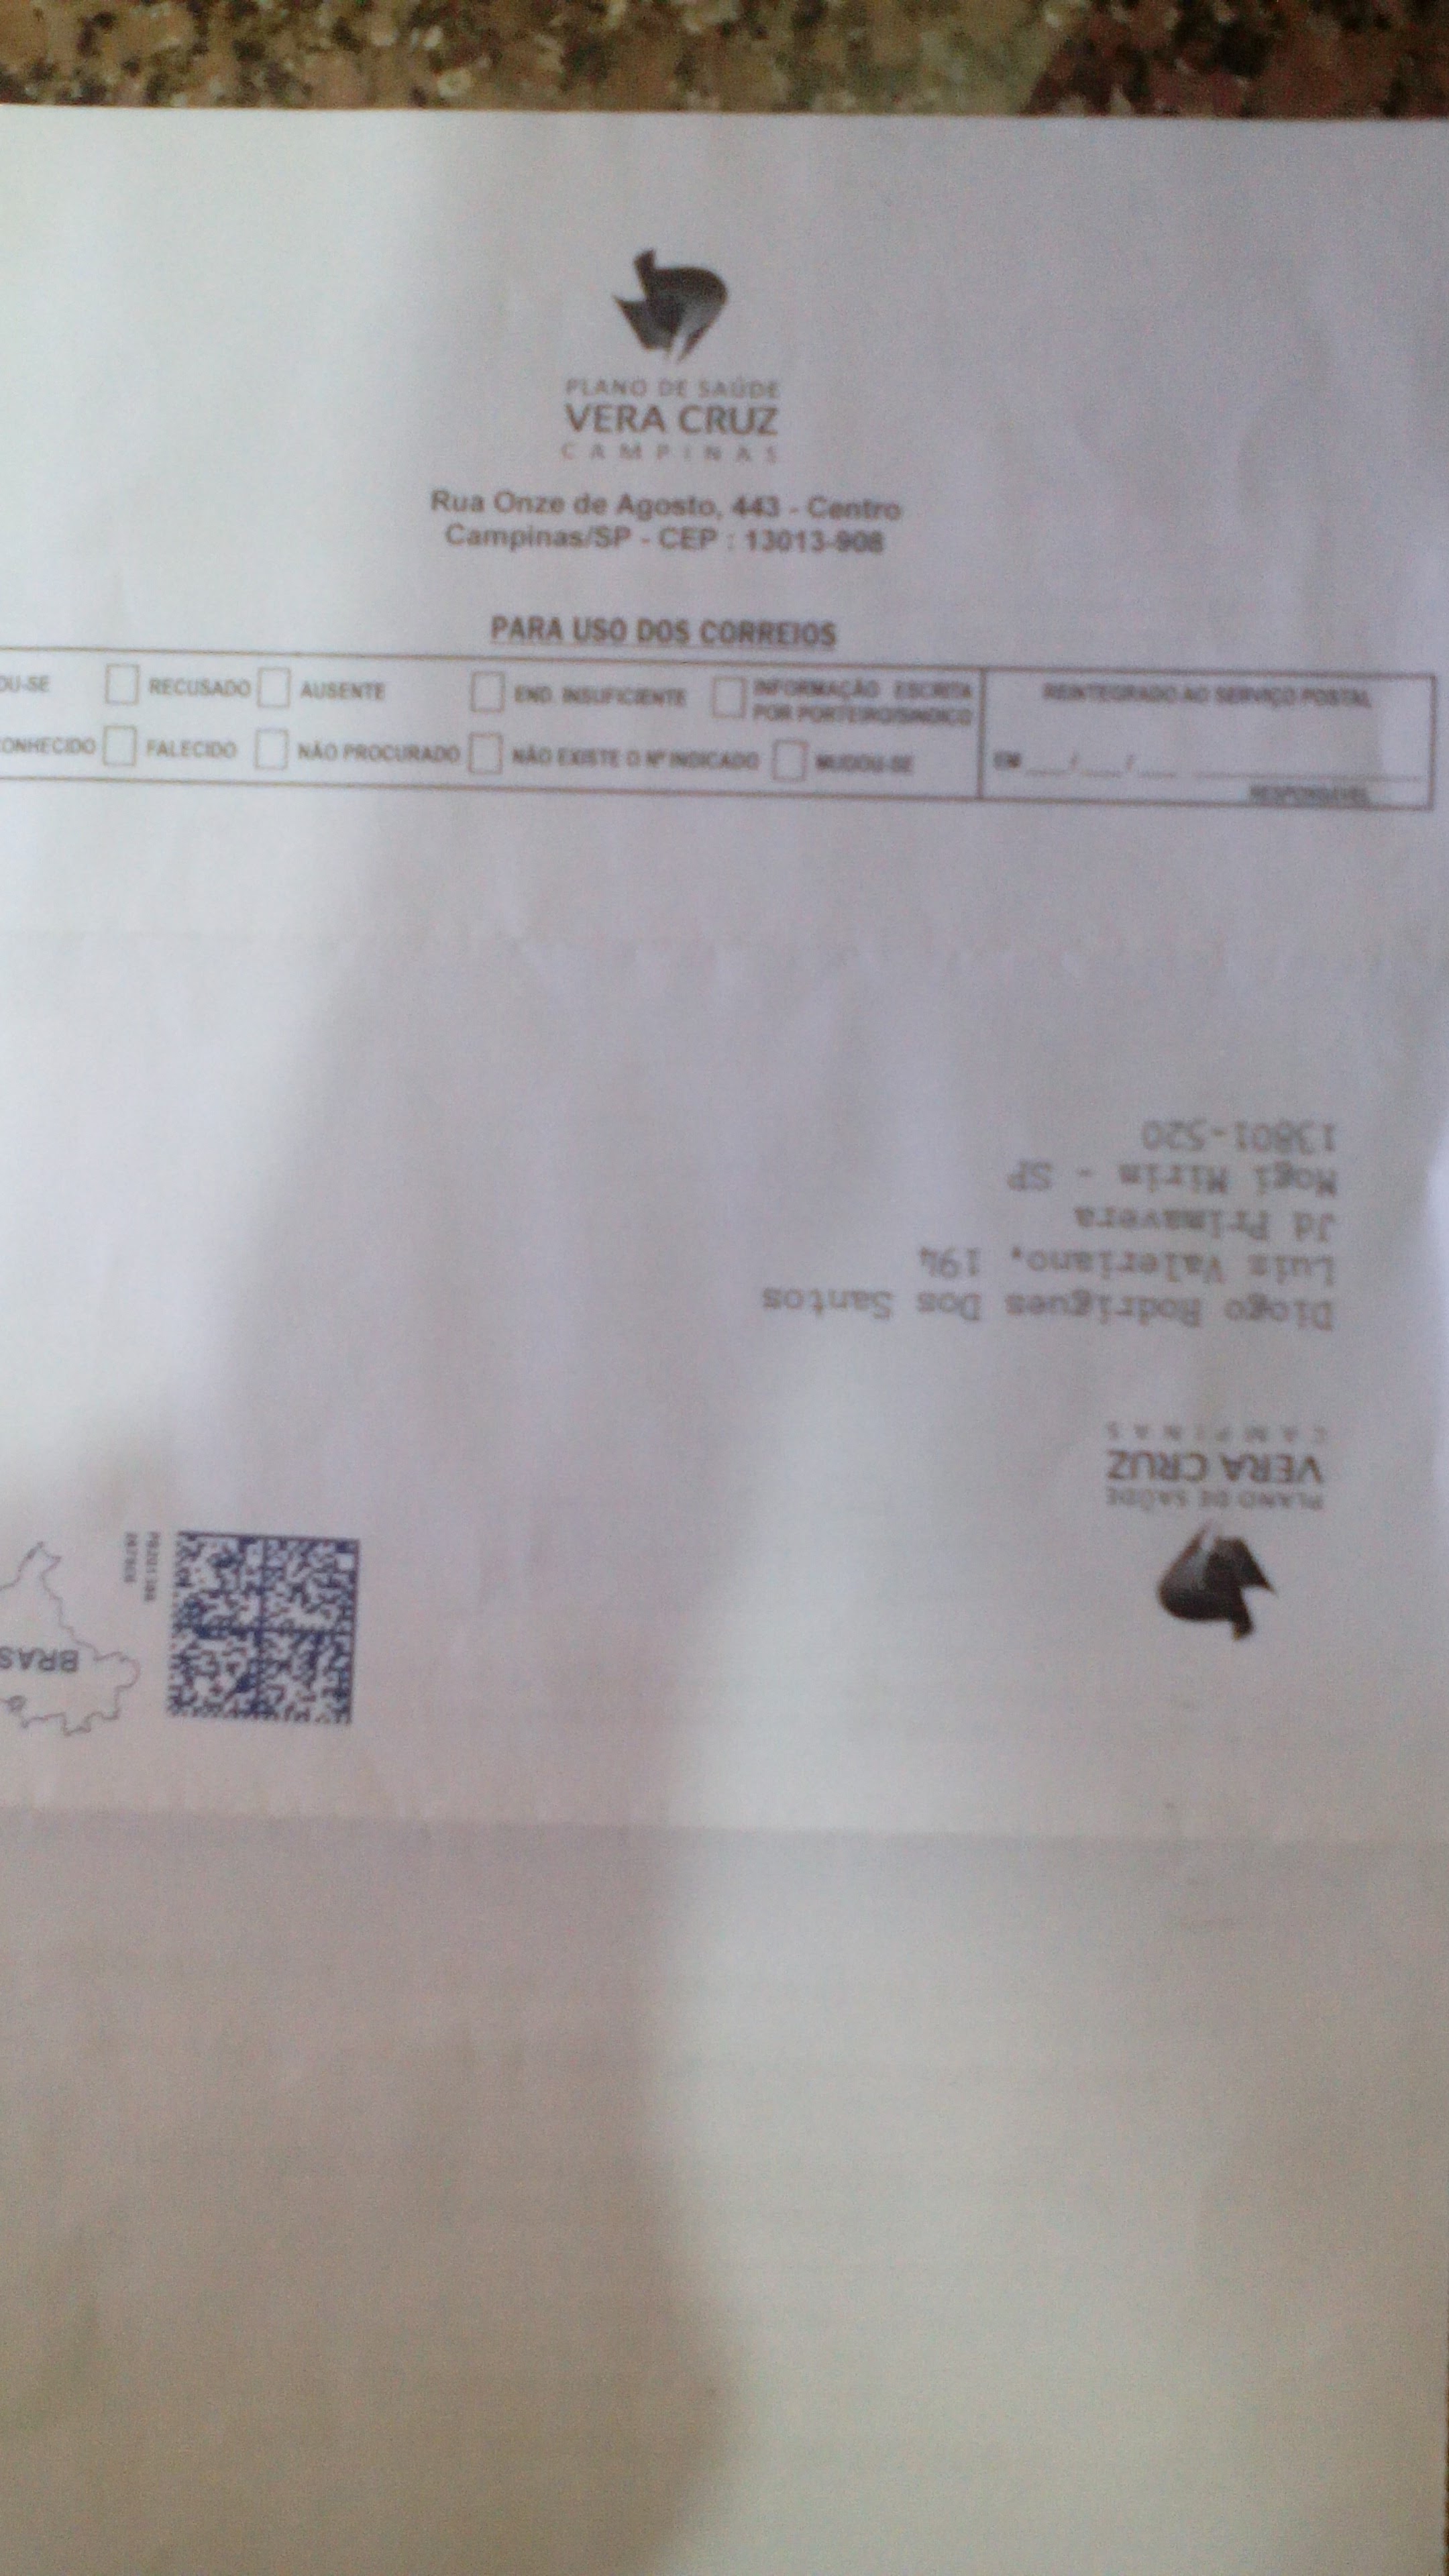 PLANO DE SAÚDE
VERA CRUZ
CAMPINAS
Rua Onze de Agosto, 443 - Centro
Campinas/SP - CEP : 13013-908
PARA USO DOS CORREIOS
OU-SE RECUSADO AUSENTE END. INSUFICIENTE INFORMAÇÃO ESCRITA
POR PORTEIRO/SINDICO
ONHECIDO FALECIDO NÃO PROCURADO NÃO EXISTE O Nº INDICADO MUDOU-SE
REINTEGRADO AO SERVIÇO POSTAL
EM ___/___/___
RESPONSÁVEL
PLANO DE SAÚDE
VERA CRUZ
CAMPINAS
Diogo Rodrigues Dos Santos
Luis Valeriano, 194
Jd Primavera
Mogi Mirim - SP
13801-520
BRAS